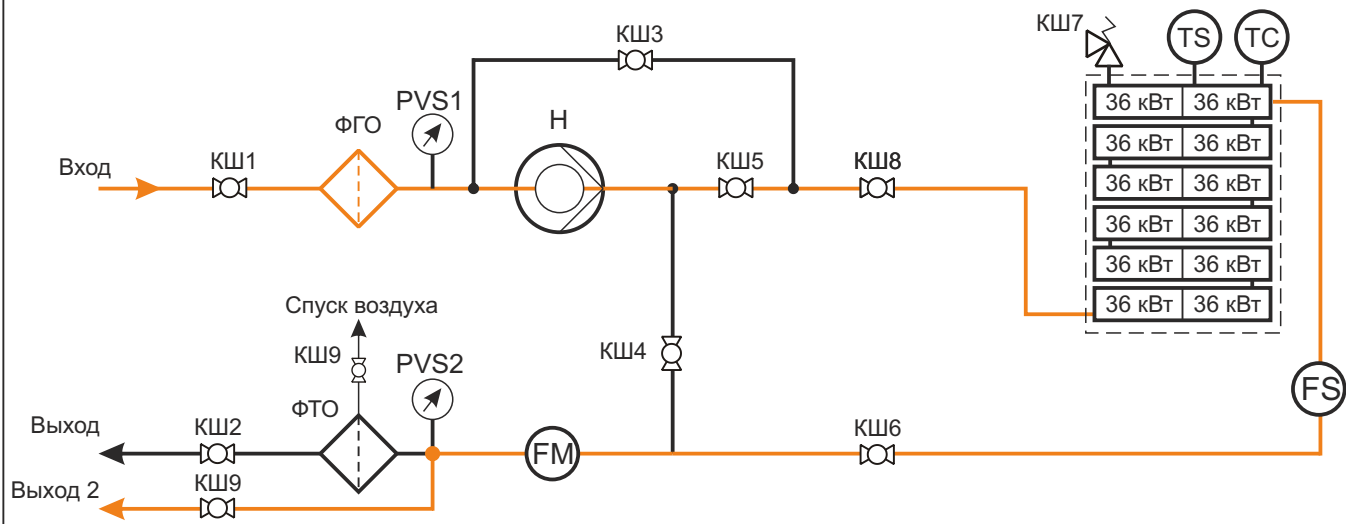 КШ7
TS
TC
КШ3
PVS1
Н
ФГО
36 кВт 36 кВт
Вход
КШ1
КШ5
КШ8
36 кВт 36 кВт
36 кВт 36 кВт
36 кВт 36 кВт
36 кВт 36 кВт
36 кВт 36 кВт
Спуск воздуха
КШ9
PVS2
КШ4
FS
ФТО
Выход
КШ2
FM
КШ6
Выход 2
КШ9